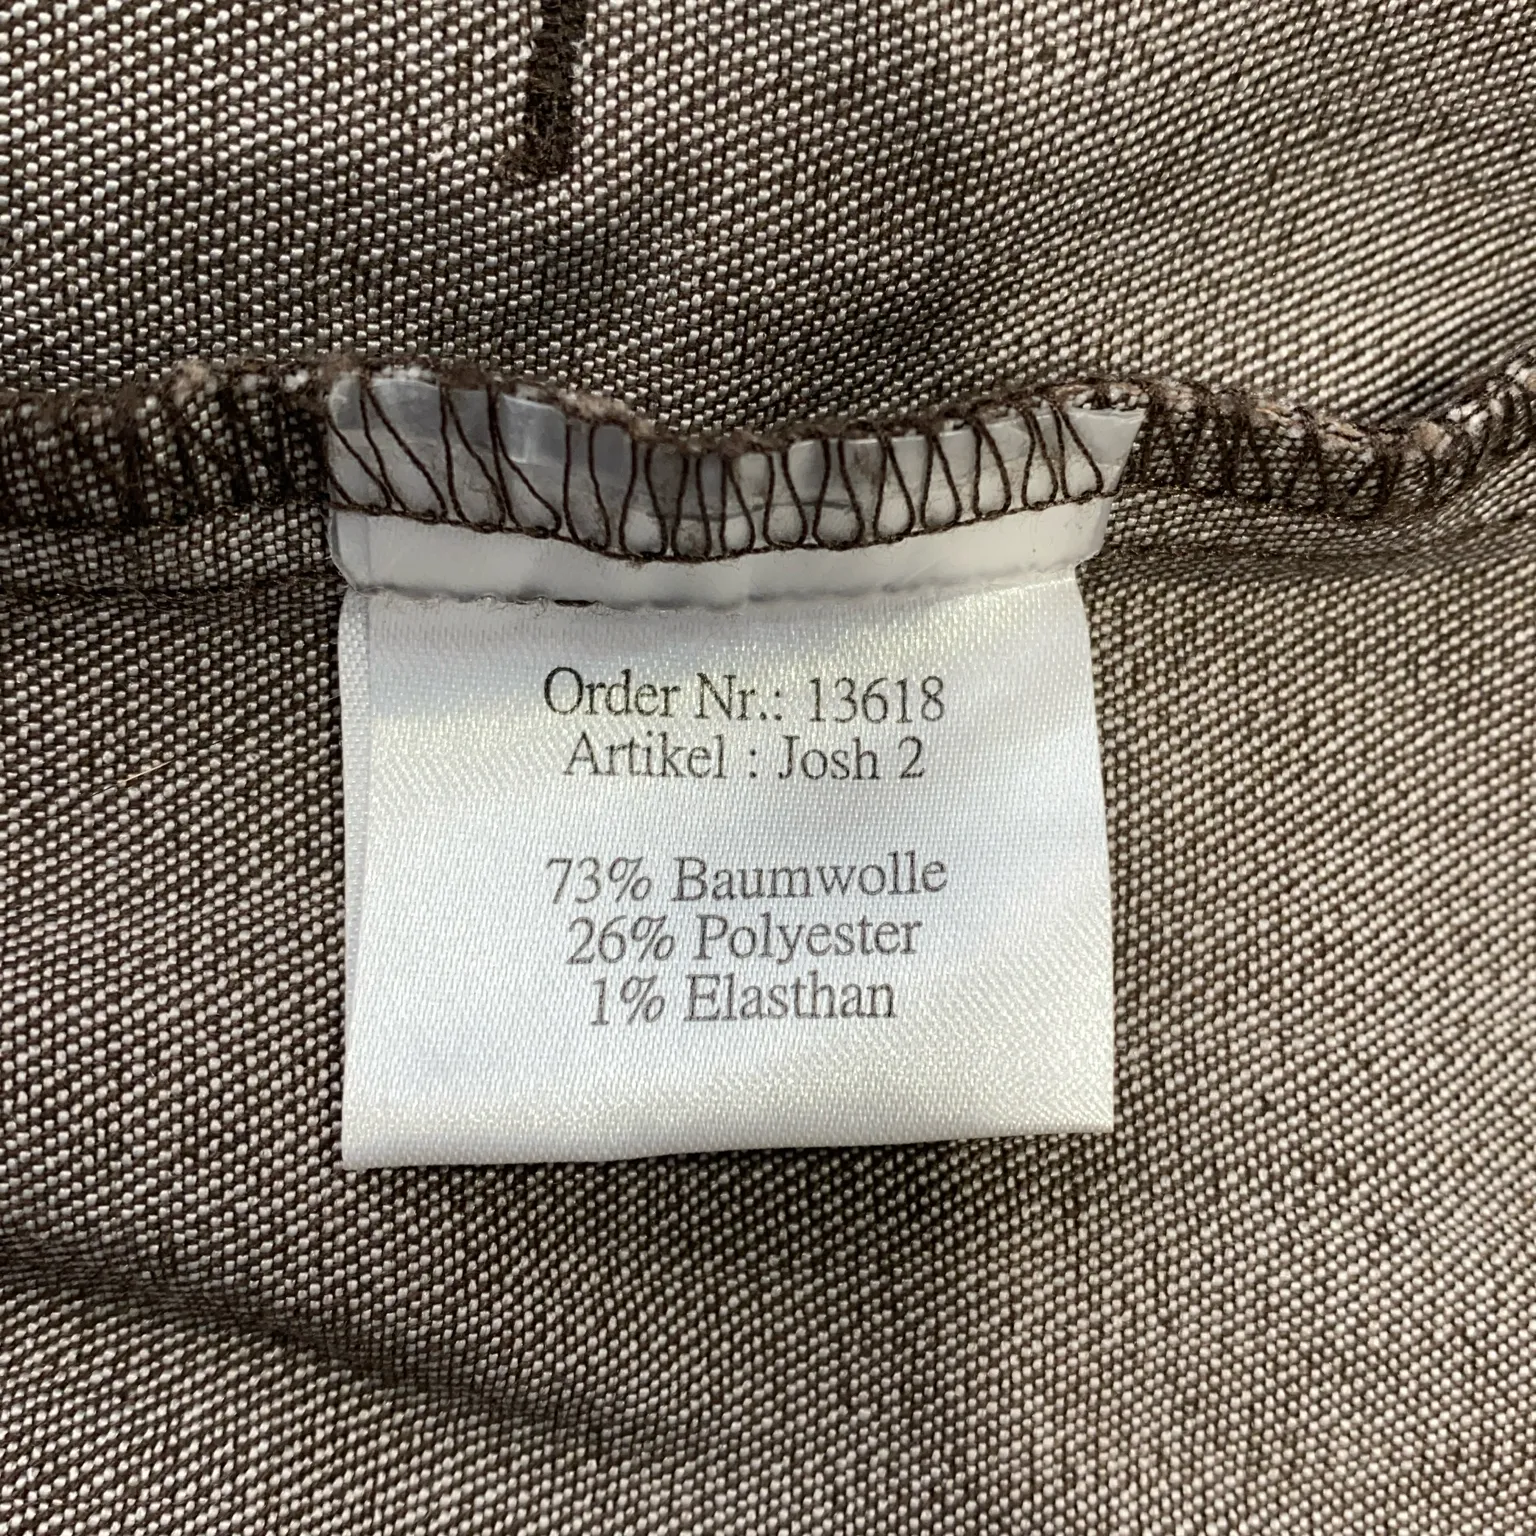 Order Nr.: 13618
Artikel : Josh 2
73% Baumwolle
26% Polyester
1% Elasthan